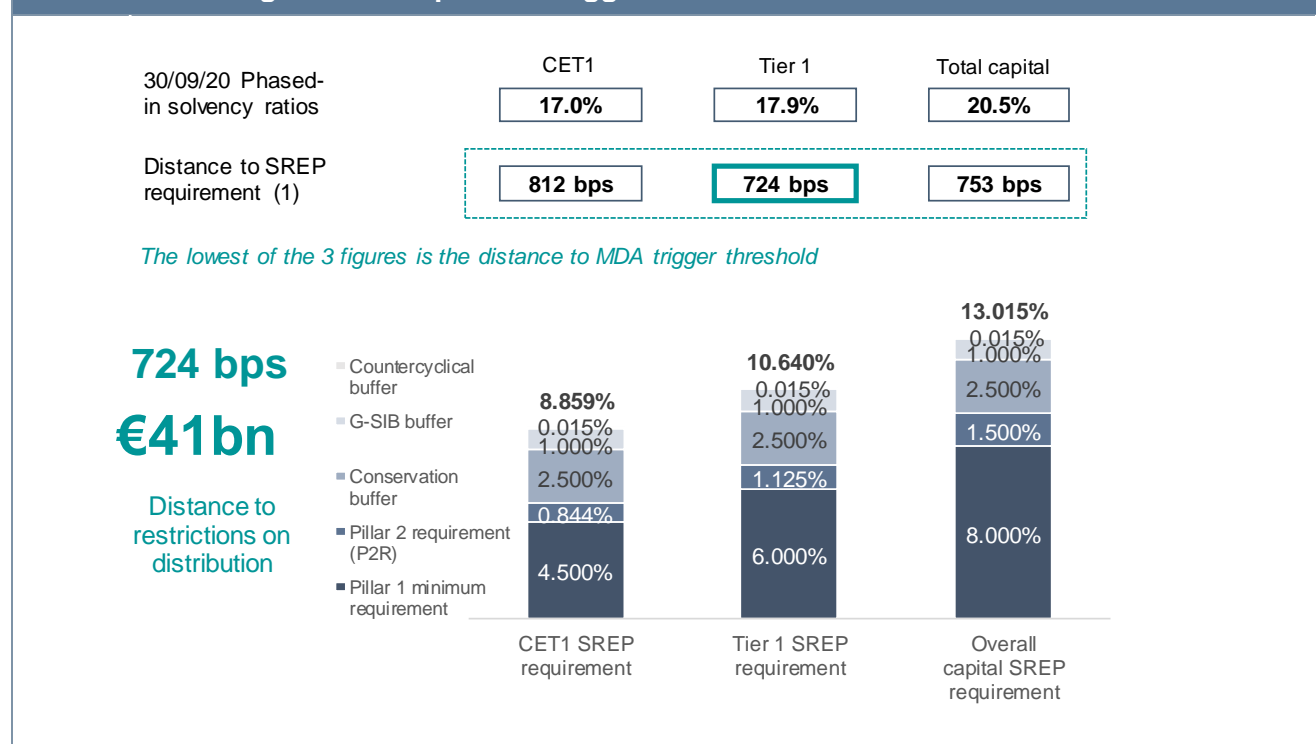 30/09/20 Phased-
in solvency ratios
CET1
Tier 1
Total capital
17.0%
17.9%
20.5%
Distance to SREP
requirement (1)
812 bps
724 bps
753 bps
The lowest of the 3 figures is the distance to MDA trigger threshold
724 bps
€41bn
Distance to
restrictions on
distribution
Countercyclical
buffer
G-SIB buffer
Conservation
buffer
Pillar 2 requirement
(P2R)
Pillar 1 minimum
requirement
8.859%
0.015%
1.000%
2.500%
0.844%
4.500%
10.640%
0.015%
1.000%
2.500%
1.125%
6.000%
13.015%
0.015%
1.000%
2.500%
1.500%
8.000%
CET1 SREP
requirement
Tier 1 SREP
requirement
Overall
capital SREP
requirement